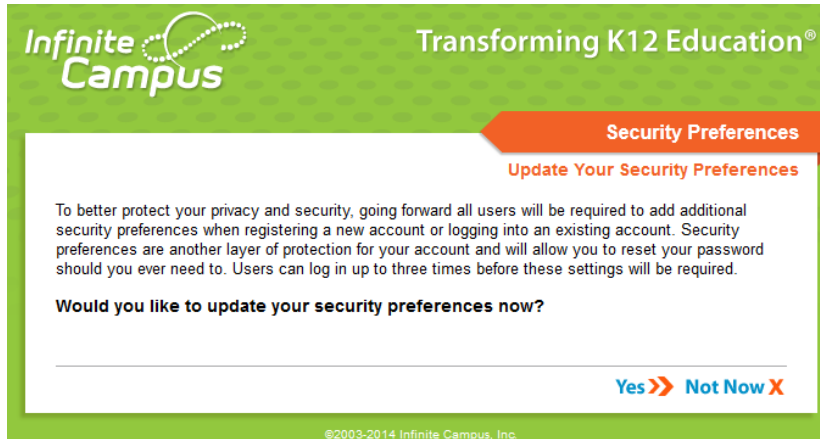 Infinite
Campus
Transforming K12 Education®
Security Preferences
Update Your Security Preferences
To better protect your privacy and security, going forward all users will be required to add additional
security preferences when registering a new account or logging into an existing account. Security
preferences are another layer of protection for your account and will allow you to reset your password
should you ever need to. Users can log in up to three times before these settings will be required.
Would you like to update your security preferences now?
Yes Not Now X
©2003-2014 Infinite Campus, Inc.